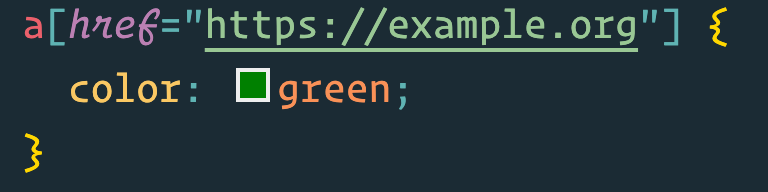 a[href="https://example.org"] {
  color: green;
}